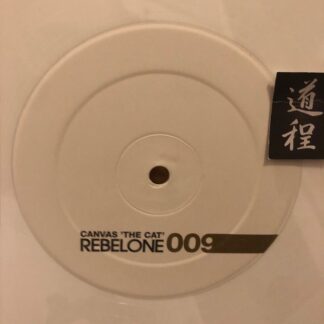 道
程
CANVAS 'THE CAT'
REBELONE 009